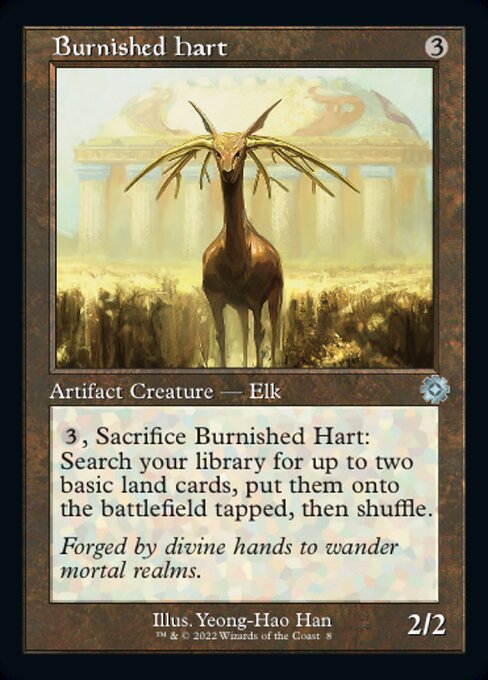 Burnished Hart 3
Artifact Creature — Elk
3, Sacrifice Burnished Hart:
Search your library for up to two
basic land cards, put them onto
the battlefield tapped, then shuffle.
Forged by divine hands to wander
mortal realms.
Illus. Yeong-Hao Han
™ & © 2022 Wizards of the Coast 8
2/2